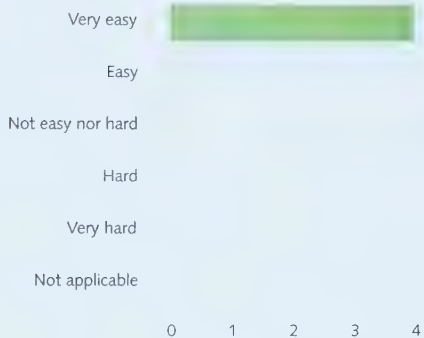 Very easy
Easy
Not easy nor hard
Hard
Very hard
Not applicable
0 1 2 3 4